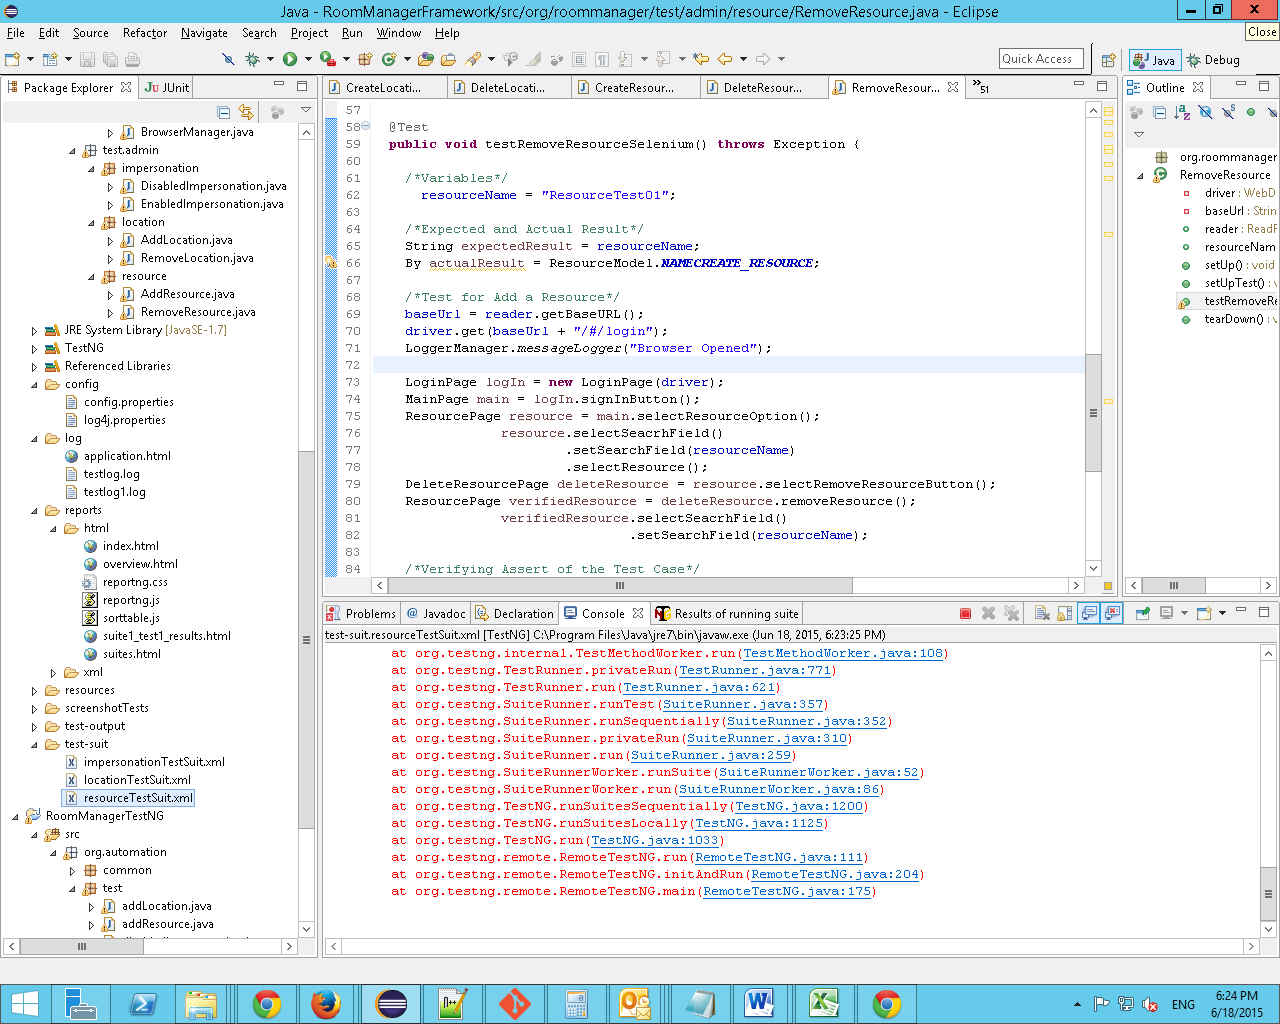 Java - RoomManagerFramework/src/org/roommanager/test/admin/resource/RemoveResource.java - Eclipse
Close
File Edit Source Refactor Navigate Search Project Run Window Help
Quick Access
Java
Debug
Package Explorer
JUnit
BrowserManager.java
test.admin
impersonation
DisabledImpersonation.java
EnabledImpersonation.java
location
AddLocation.java
RemoveLocation.java
resource
AddResource.java
RemoveResource.java
JRE System Library [JavaSE-1.7]
TestNG
Referenced Libraries
config
config.properties
log4j.properties
log
application.html
testlog.log
testlog1.log
reports
html
index.html
overview.html
reportng.css
reportng.js
sorttable.js
suite1_test1_results.html
suites.html
xml
resources
screenshotTests
test-output
test-suit
impersonationTestSuit.xml
locationTestSuit.xml
resourceTestSuit.xml
RoomManagerTestNG
src
org.automation
common
test
addLocation.java
addResource.java
CreateLocati...
DeleteLocati...
CreateResour...
DeleteResour...
RemoveResour...
»51
57
58 @Test
59 public void testRemoveResourceSelenium() throws Exception {
60
61 /*Variables*/
62 resourceName = "ResourceTest01";
63
64 /*Expected and Actual Result*/
65 String expectedResult = resourceName;
66 By actualResult = ResourceModel.NAMECREATE_RESOURCE;
67
68 /*Test for Add a Resource*/
69 baseUrl = reader.getBaseURL();
70 driver.get(baseUrl + "/#/login");
71 LoggerManager.messageLogger("Browser Opened");
72
73 LoginPage logIn = new LoginPage(driver);
74 MainPage main = logIn.signInButton();
75 ResourcePage resource = main.selectResourceOption();
76 resource.selectSeacrhField()
77 .setSearchField(resourceName)
78 .selectResource();
79 DeleteResourcePage deleteResource = resource.selectRemoveResourceButton();
80 ResourcePage verifiedResource = deleteResource.removeResource();
81 verifiedResource.selectSeacrhField()
82 .setSearchField(resourceName);
83
84 /*Verifying Assert of the Test Case*/
Outline
org.roommanager
RemoveResource
driver : WebD
baseUrl : Strin
reader : ReadF
resourceNam
setUp() : void
setUpTest() : v
testRemoveRe
tearDown() : v
Problems
@ Javadoc
Declaration
Console
Results of running suite
test-suit.resourceTestSuit.xml [TestNG] C:\Program Files\Java\jre7\bin\javaw.exe (Jun 18, 2015, 6:23:25 PM)
at org.testng.internal.TestMethodWorker.run(TestMethodWorker.java:108)
at org.testng.TestRunner.privateRun(TestRunner.java:771)
at org.testng.TestRunner.run(TestRunner.java:621)
at org.testng.SuiteRunner.runTest(SuiteRunner.java:357)
at org.testng.SuiteRunner.runSequentially(SuiteRunner.java:352)
at org.testng.SuiteRunner.privateRun(SuiteRunner.java:310)
at org.testng.SuiteRunner.run(SuiteRunner.java:259)
at org.testng.SuiteRunnerWorker.runSuite(SuiteRunnerWorker.java:52)
at org.testng.SuiteRunnerWorker.run(SuiteRunnerWorker.java:86)
at org.testng.TestNG.runSuitesSequentially(TestNG.java:1200)
at org.testng.TestNG.runSuitesLocally(TestNG.java:1125)
at org.testng.TestNG.run(TestNG.java:1033)
at org.testng.remote.RemoteTestNG.run(RemoteTestNG.java:111)
at org.testng.remote.RemoteTestNG.initAndRun(RemoteTestNG.java:204)
at org.testng.remote.RemoteTestNG.main(RemoteTestNG.java:175)
ENG
6:24 PM
6/18/2015